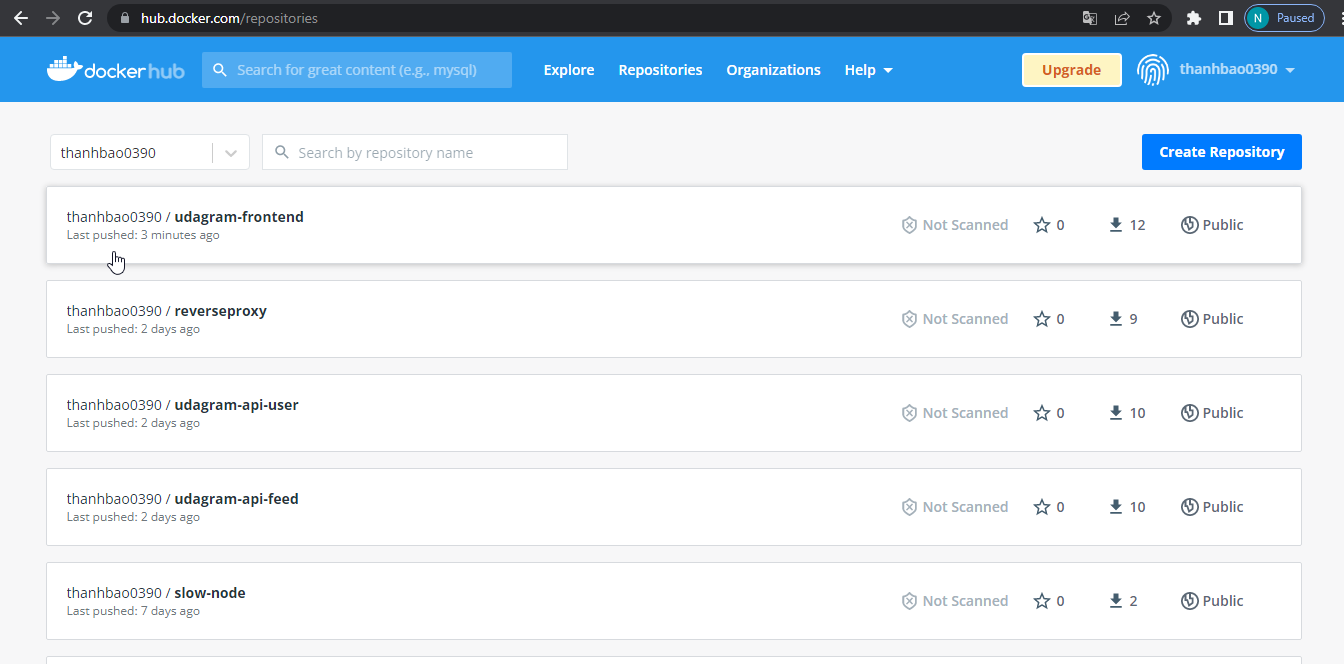 hub.docker.com/repositories
N Paused
dockerhub Search for great content (e.g., mysql) Explore Repositories Organizations Help Upgrade thanhbao0390
thanhbao0390 Search by repository name Create Repository
thanhbao0390 / udagram-frontend
Last pushed: 3 minutes ago
Not Scanned 0 12 Public
thanhbao0390 / reverseproxy
Last pushed: 2 days ago
Not Scanned 0 9 Public
thanhbao0390 / udagram-api-user
Last pushed: 2 days ago
Not Scanned 0 10 Public
thanhbao0390 / udagram-api-feed
Last pushed: 2 days ago
Not Scanned 0 10 Public
thanhbao0390 / slow-node
Last pushed: 7 days ago
Not Scanned 0 2 Public